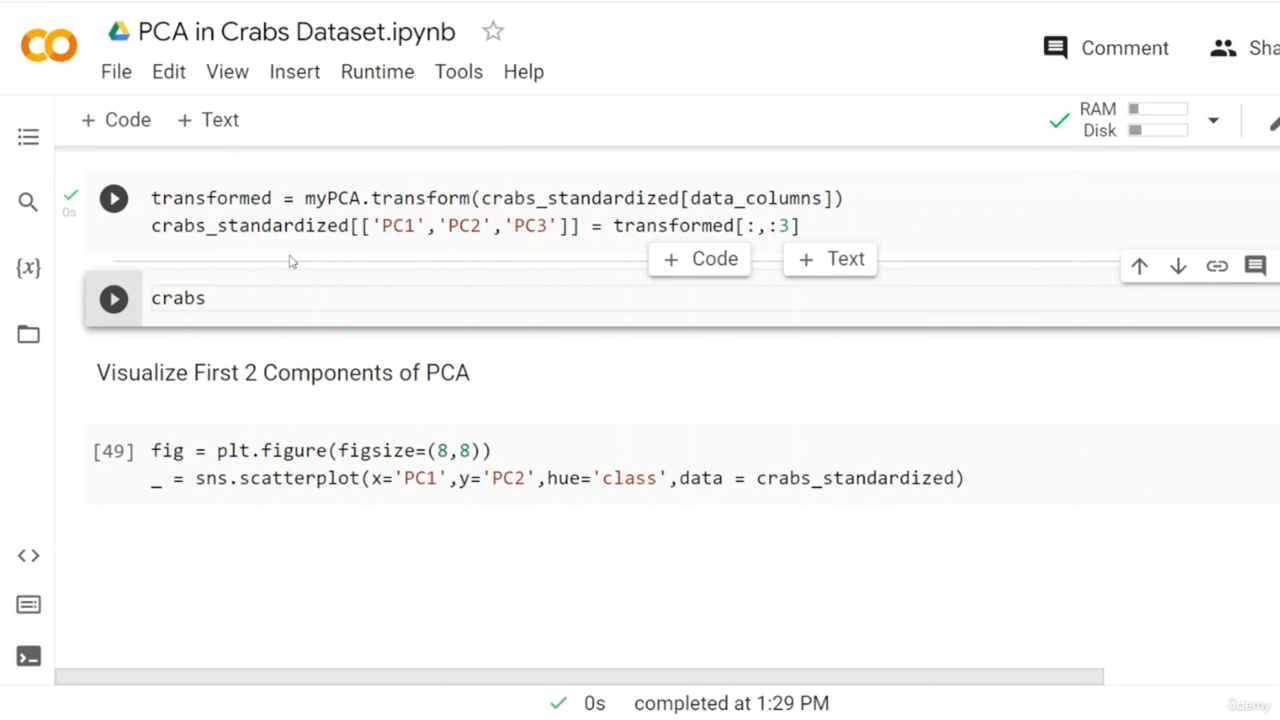 PCA in Crabs Dataset.ipynb
Comment
File Edit View Insert Runtime Tools Help
+ Code + Text
RAM
Disk
0s
transformed = myPCA.transform(crabs_standardized[data_columns])
crabs_standardized[['PC1','PC2','PC3']] = transformed[:,:3]
+ Code + Text
{x}
crabs
Visualize First 2 Components of PCA
[49] fig = plt.figure(figsize=(8,8))
_ = sns.scatterplot(x='PC1',y='PC2',hue='class',data = crabs_standardized)
0s completed at 1:29 PM
ûdemy